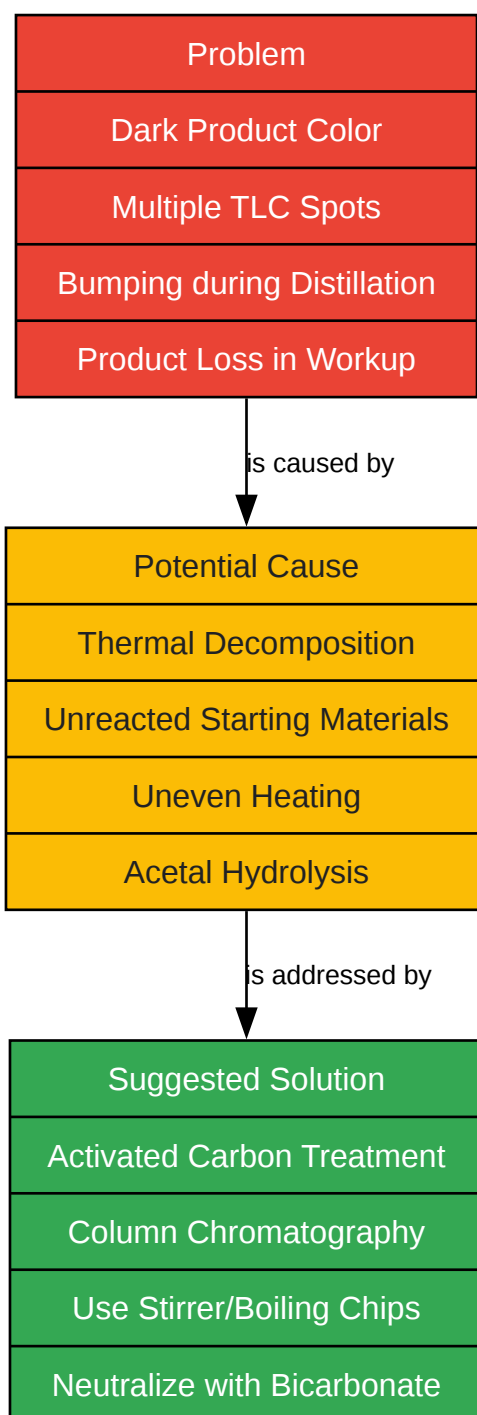 Problem
Dark Product Color
Multiple TLC Spots
Bumping during Distillation
Product Loss in Workup
is caused by
Potential Cause
Thermal Decomposition
Unreacted Starting Materials
Uneven Heating
Acetal Hydrolysis
is addressed by
Suggested Solution
Activated Carbon Treatment
Column Chromatography
Use Stirrer/Boiling Chips
Neutralize with Bicarbonate